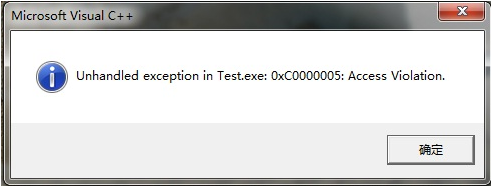 Microsoft Visual C++
Unhandled exception in Test.exe: 0xC0000005: Access Violation.
确定